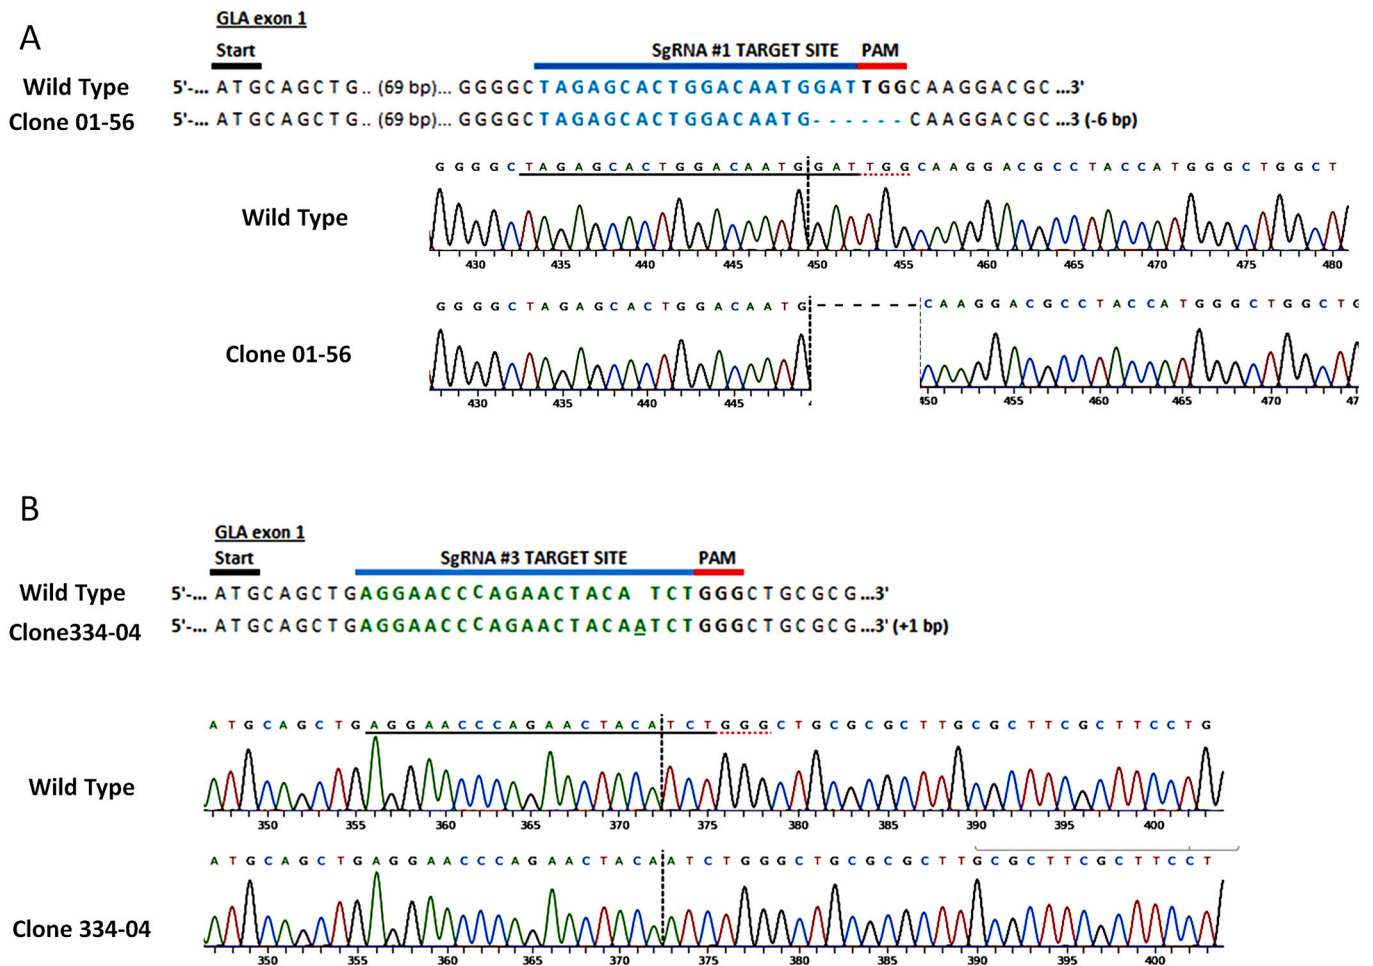 A
GLA exon 1
Start SgRNA #1 TARGET SITE PAM
Wild Type 5'-... ATGCAGCTG.. (69 bp)... GGGGCTAGAGCACTGGACAATGGATTGGCAAGGACGC ...3'
Clone 01-56 5'-... ATGCAGCTG.. (69 bp)... GGGGCTAGAGCACTGGACAATG- - - - - - CAAGGACGC ...3 (-6 bp)
G G G G C T A G A G C A C T G G A C A A T G G A T T G G C A A G G A C G C C T A C C A T G G G C T G G C T
Wild Type
430 435 440 445 450 455 460 465 470 475 480
G G G G C T A G A G C A C T G G A C A A T G - - - - - - C A A G G A C G C C T A C C A T G G G C T G G C T G
Clone 01-56
430 435 440 445 4 450 455 460 465 470 47
B
GLA exon 1
Start SgRNA #3 TARGET SITE PAM
Wild Type 5'-... ATGCAGCTGAGGAACCCAGAACTACA TCTGGGCTGCGCG...3'
Clone334-04 5'-... ATGCAGCTGAGGAACCCAGAACTACAATCTGGGCTGCGCG...3' (+1 bp)
A T G C A G C T G A G G A A C C C A G A A C T A C A T C T G G G C T G C G C G C T T G C G C T T C G C T T C C T G
Wild Type
350 355 360 365 370 375 380 385 390 395 400
A T G C A G C T G A G G A A C C C A G A A C T A C A A T C T G G G C T G C G C G C T T G C G C T T C G C T T C C T
Clone 334-04
350 355 360 365 370 375 380 385 390 395 400